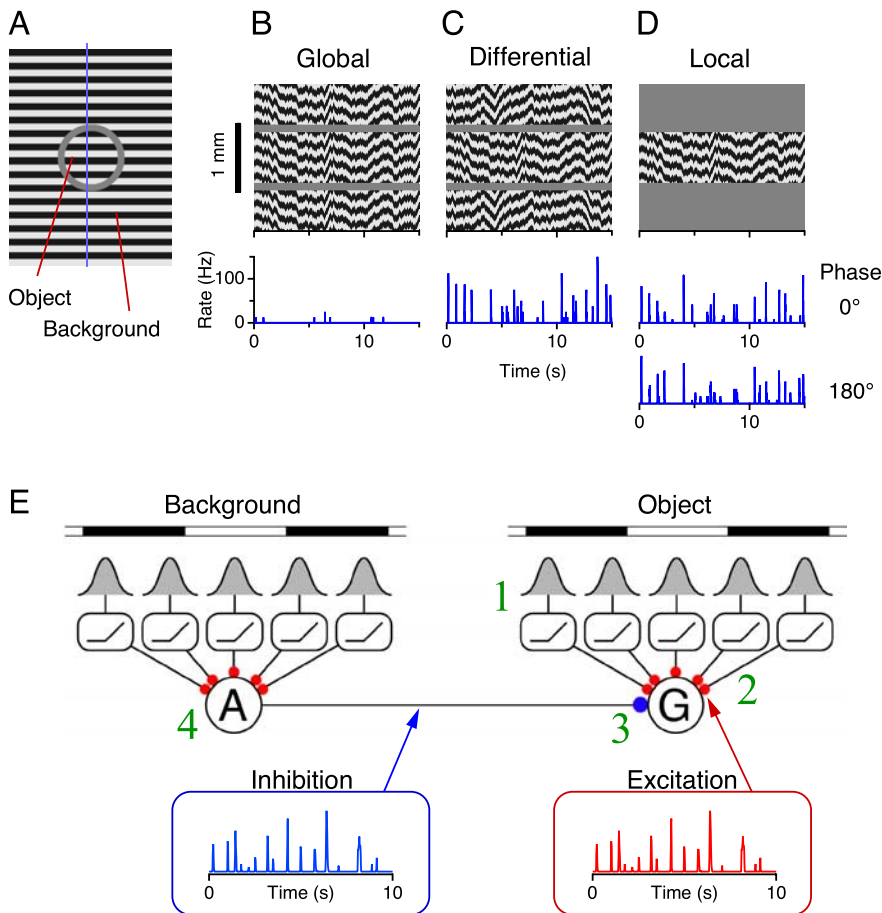 A
B
C
D
Global
Differential
Local
1 mm
Object
Background
Rate (Hz)
100
0
0
10
0
10
Time (s)
Phase
0°
180°
0
10
E
Background
Object
1
2
3
4
A
G
Inhibition
Excitation
0
Time (s)
10
0
Time (s)
10